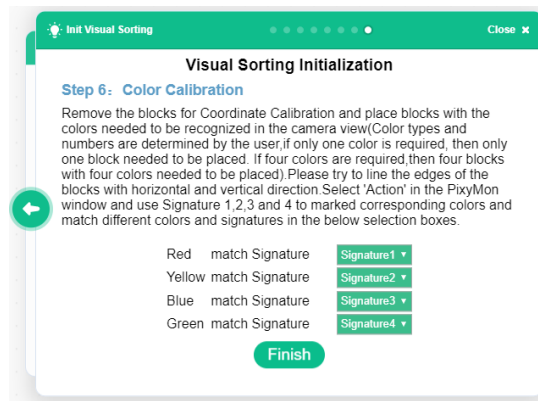 Init Visual Sorting
Close ×
Visual Sorting Initialization
Step 6: Color Calibration
Remove the blocks for Coordinate Calibration and place blocks with the
colors needed to be recognized in the camera view(Color types and
numbers are determined by the user,if only one color is required, then only
one block needed to be placed. If four colors are required,then four blocks
with four colors needed to be placed).Please try to line the edges of the
blocks with horizontal and vertical direction.Select 'Action' in the PixyMon
window and use Signature 1,2,3 and 4 to marked corresponding colors and
match different colors and signatures in the below selection boxes.
Red match Signature Signature1
Yellow match Signature Signature2
Blue match Signature Signature3
Green match Signature Signature4
Finish